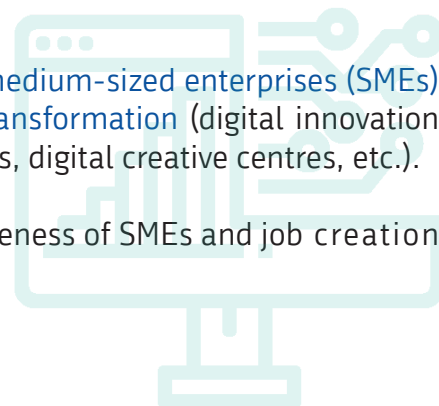 medium-sized enterprises (SMEs)
ansformation (digital innovation
s, digital creative centres, etc.).
eness of SMEs and job creation